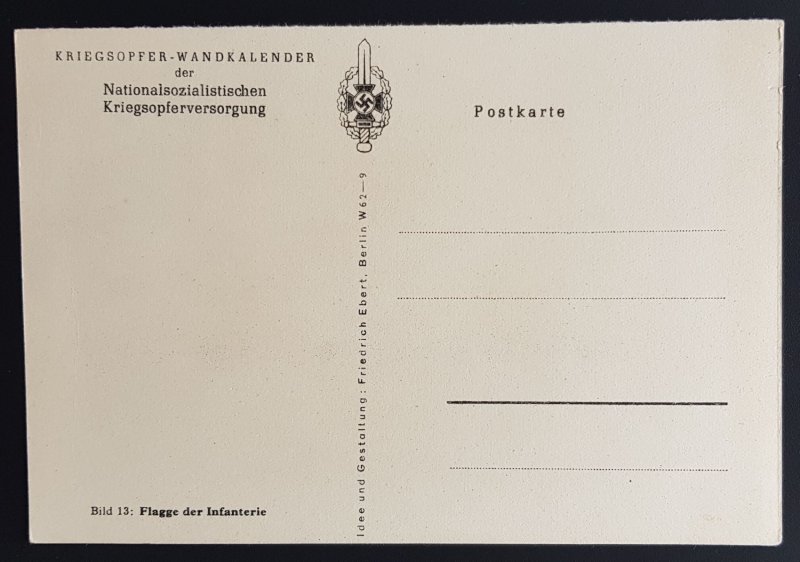 KRIEGSOPFER-WANDKALENDER
der
Nationalsozialistischen
Kriegsopferversorgung
Postkarte
Idee und Gestaltung: Friedrich Ebert, Berlin W62—9
Bild 13: Flagge der Infanterie